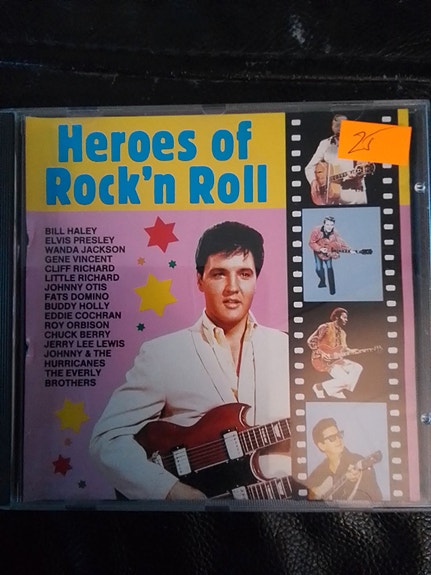 Heroes of
Rock'n Roll
25
BILL HALEY
ELVIS PRESLEY
WANDA JACKSON
GENE VINCENT
CLIFF RICHARD
LITTLE RICHARD
JOHNNY OTIS
FATS DOMINO
BUDDY HOLLY
EDDIE COCHRAN
ROY ORBISON
CHUCK BERRY
JERRY LEE LEWIS
JOHNNY & THE
HURRICANES
THE EVERLY
BROTHERS